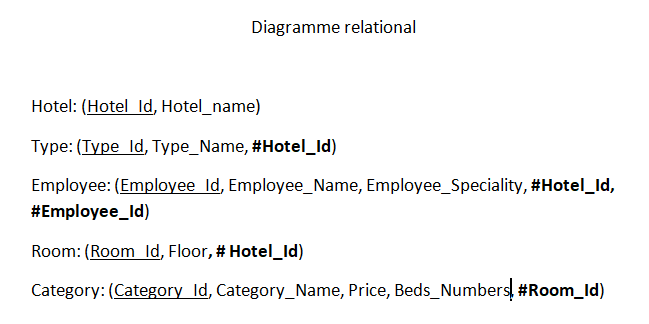 Diagramme relational
Hotel: (Hotel_Id, Hotel_name)
Type: (Type_Id, Type_Name, #Hotel_Id)
Employee: (Employee_Id, Employee_Name, Employee_Speciality, #Hotel_Id,
#Employee_Id)
Room: (Room_Id, Floor, # Hotel_Id)
Category: (Category_Id, Category_Name, Price, Beds_Numbers, #Room_Id)